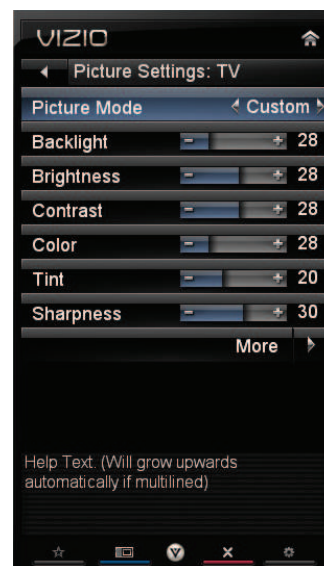 VIZIO
Picture Settings: TV
Picture Mode Custom
Backlight - + 28
Brightness - + 28
Contrast - + 28
Color - + 28
Tint - + 20
Sharpness - + 30
More
Help Text. (Will grow upwards
automatically if multilined)
V